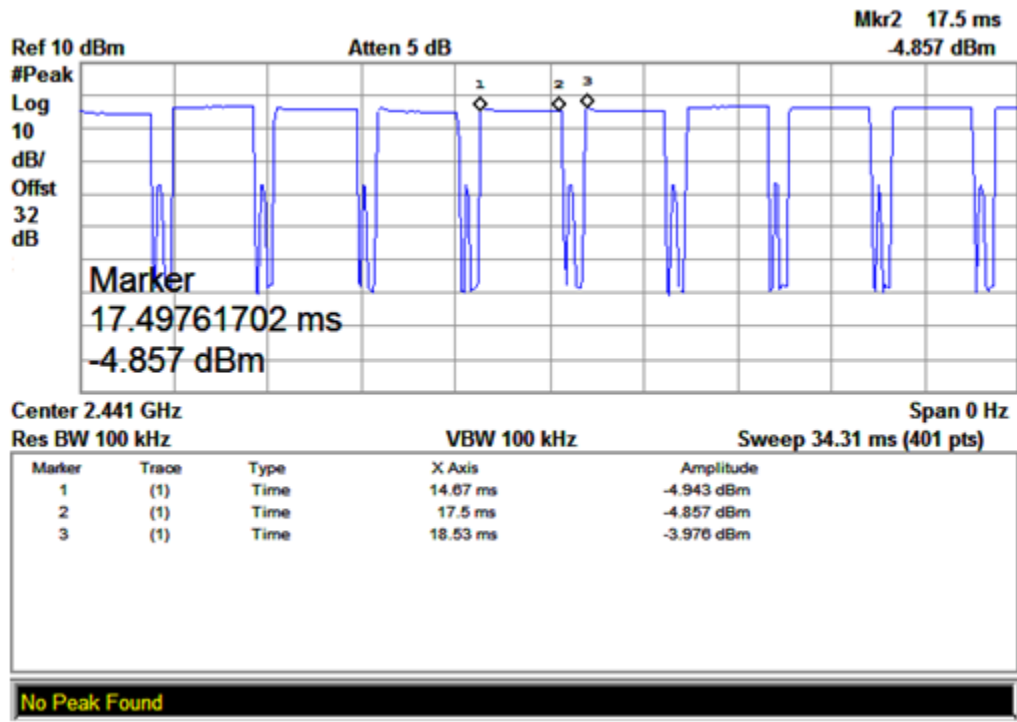 Mkr2 17.5 ms
Ref 10 dBm Atten 5 dB -4.857 dBm
#Peak
Log
10
dB/
Offst
32
dB
1 2 3
Marker
17.49761702 ms
-4.857 dBm
Center 2.441 GHz Span 0 Hz
Res BW 100 kHz VBW 100 kHz Sweep 34.31 ms (401 pts)
Marker Trace Type X Axis Amplitude
1 (1) Time 14.67 ms -4.943 dBm
2 (1) Time 17.5 ms -4.857 dBm
3 (1) Time 18.53 ms -3.976 dBm
No Peak Found